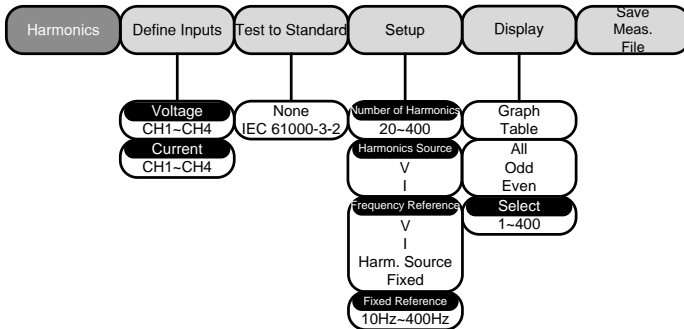 Harmonics
Define Inputs
Test to Standard
Setup
Display
Save
Meas.
File
Voltage
CH1~CH4
Current
CH1~CH4
None
IEC 61000-3-2
Number of Harmonics
20~400
Harmonics Source
V
I
Frequency Reference
V
I
Harm. Source
Fixed
Fixed Reference
10Hz~400Hz
Graph
Table
All
Odd
Even
Select
1~400